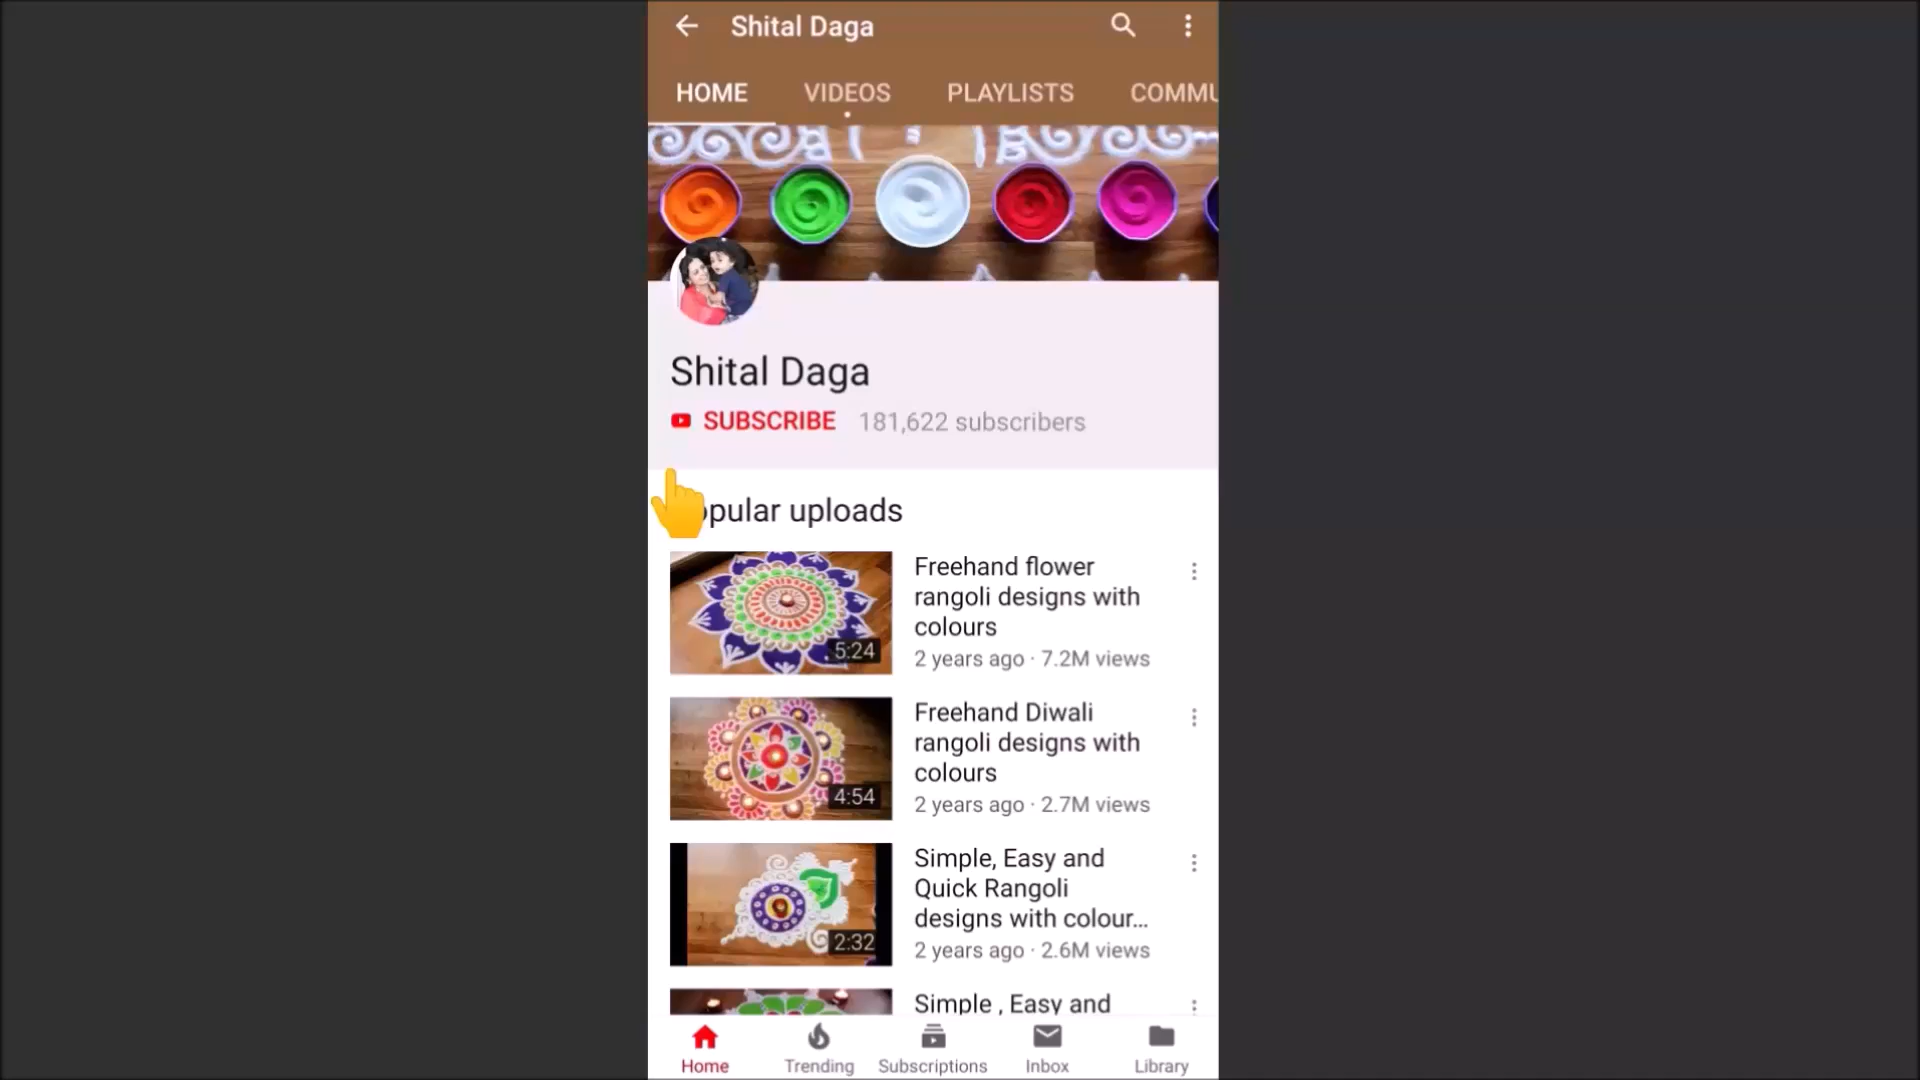 Shital Daga
HOME VIDEOS PLAYLISTS COMMU
Shital Daga
SUBSCRIBE 181,622 subscribers
opular uploads
Freehand flower
rangoli designs with
colours
2 years ago · 7.2M views
5:24
Freehand Diwali
rangoli designs with
colours
2 years ago · 2.7M views
4:54
Simple, Easy and
Quick Rangoli
designs with colour...
2 years ago · 2.6M views
2:32
Simple , Easy and
Home Trending Subscriptions Inbox Library